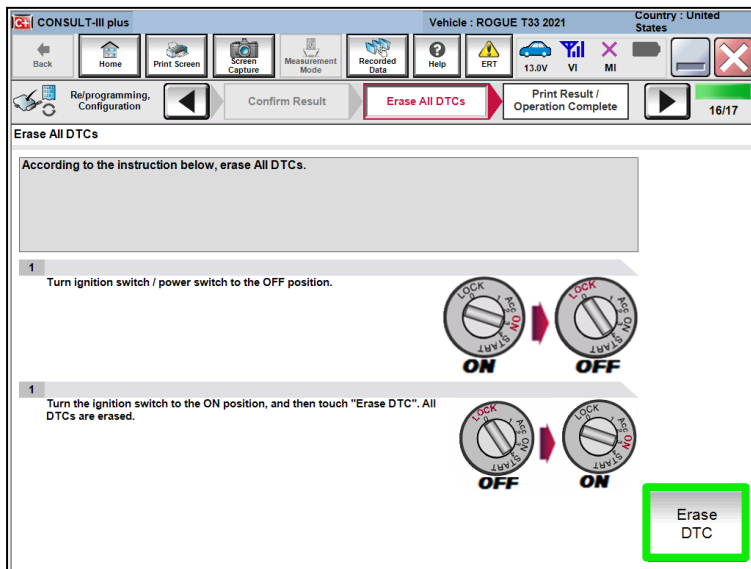 C+ CONSULT-III plus
Vehicle : ROGUE T33 2021
Country : United
States
Back
Home
Print Screen
Screen
Capture
Measurement
Mode
Recorded
Data
Help
ERT
13.0V
VI
MI
Re/programming,
Configuration
Confirm Result
Erase All DTCs
Print Result /
Operation Complete
16/17
Erase All DTCs
According to the instruction below, erase All DTCs.
1
Turn ignition switch / power switch to the OFF position.
LOCK 0 Acc ON START
ON
LOCK 0 Acc ON START
OFF
1
Turn the ignition switch to the ON position, and then touch "Erase DTC". All
DTCs are erased.
LOCK 0 Acc ON START
OFF
LOCK 0 Acc ON START
ON
Erase
DTC